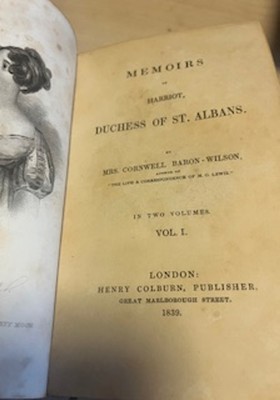 MEMOIRS
OF
HARRIOT,
DUCHESS OF ST. ALBANS.
BY
MRS. CORNWELL BARON-WILSON,
AUTHOR OF
"THE LIFE & CORRESPONDENCE OF M. G. LEWIS."
IN TWO VOLUMES.
VOL. I.
LONDON:
HENRY COLBURN, PUBLISHER.
GREAT MARLBOROUGH STREET.
1839.